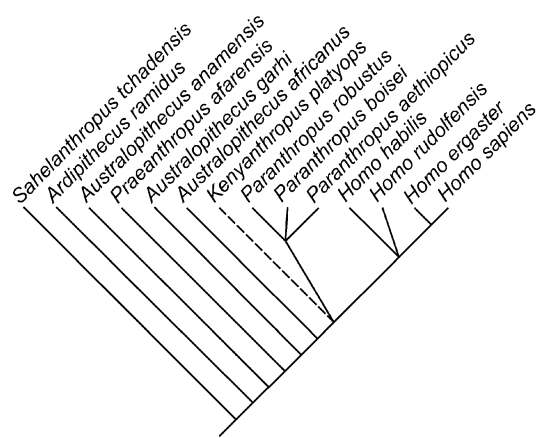 Sahelanthropus tchadensis
Ardipithecus ramidus
Australopithecus anamensis
Praeanthropus afarensis
Australopithecus garhi
Australopithecus africanus
Kenyanthropus platyops
Paranthropus robustus
Paranthropus boisei
Paranthropus aethiopicus
Homo habilis
Homo rudolfensis
Homo ergaster
Homo sapiens